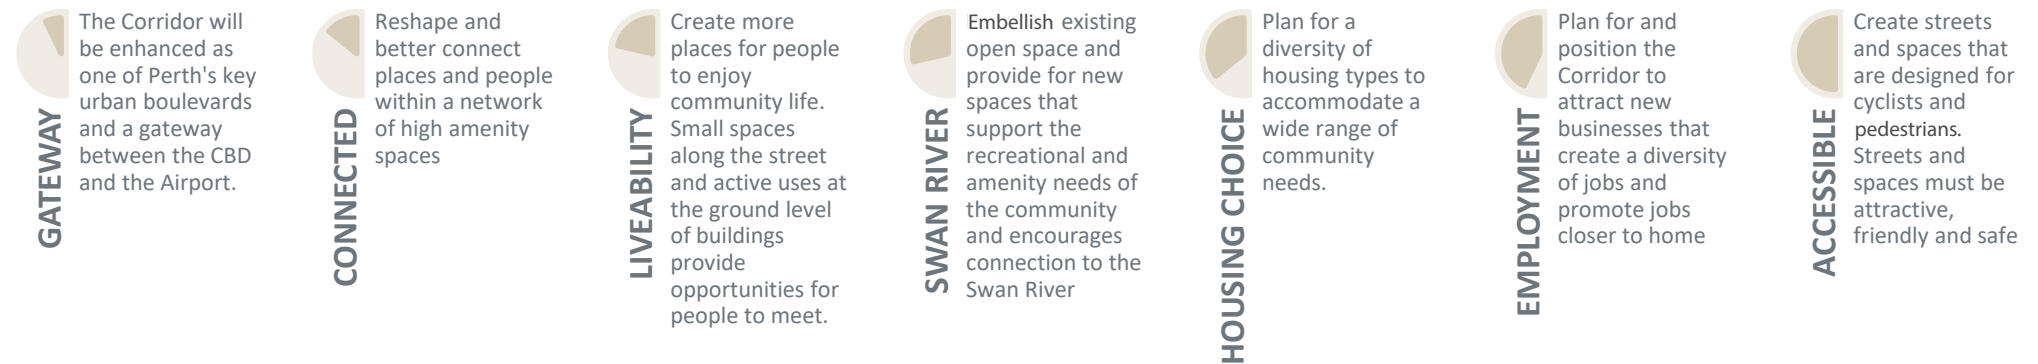 GATEWAY
The Corridor will
be enhanced as
one of Perth's key
urban boulevards
and a gateway
between the CBD
and the Airport.
CONNECTED
Reshape and
better connect
places and people
within a network
of high amenity
spaces
LIVEABILITY
Create more
places for people
to enjoy
community life.
Small spaces
along the street
and active uses at
the ground level
of buildings
provide
opportunities for
people to meet.
SWAN RIVER
Embellish existing
open space and
provide for new
spaces that
support the
recreational and
amenity needs of
the community
and encourages
connection to the
Swan River
HOUSING CHOICE
Plan for a
diversity of
housing types to
accommodate a
wide range of
community
needs.
EMPLOYMENT
Plan for and
position the
Corridor to
attract new
businesses that
create a diversity
of jobs and
promote jobs
closer to home
ACCESSIBLE
Create streets
and spaces that
are designed for
cyclists and
pedestrians.
Streets and
spaces must be
attractive,
friendly and safe